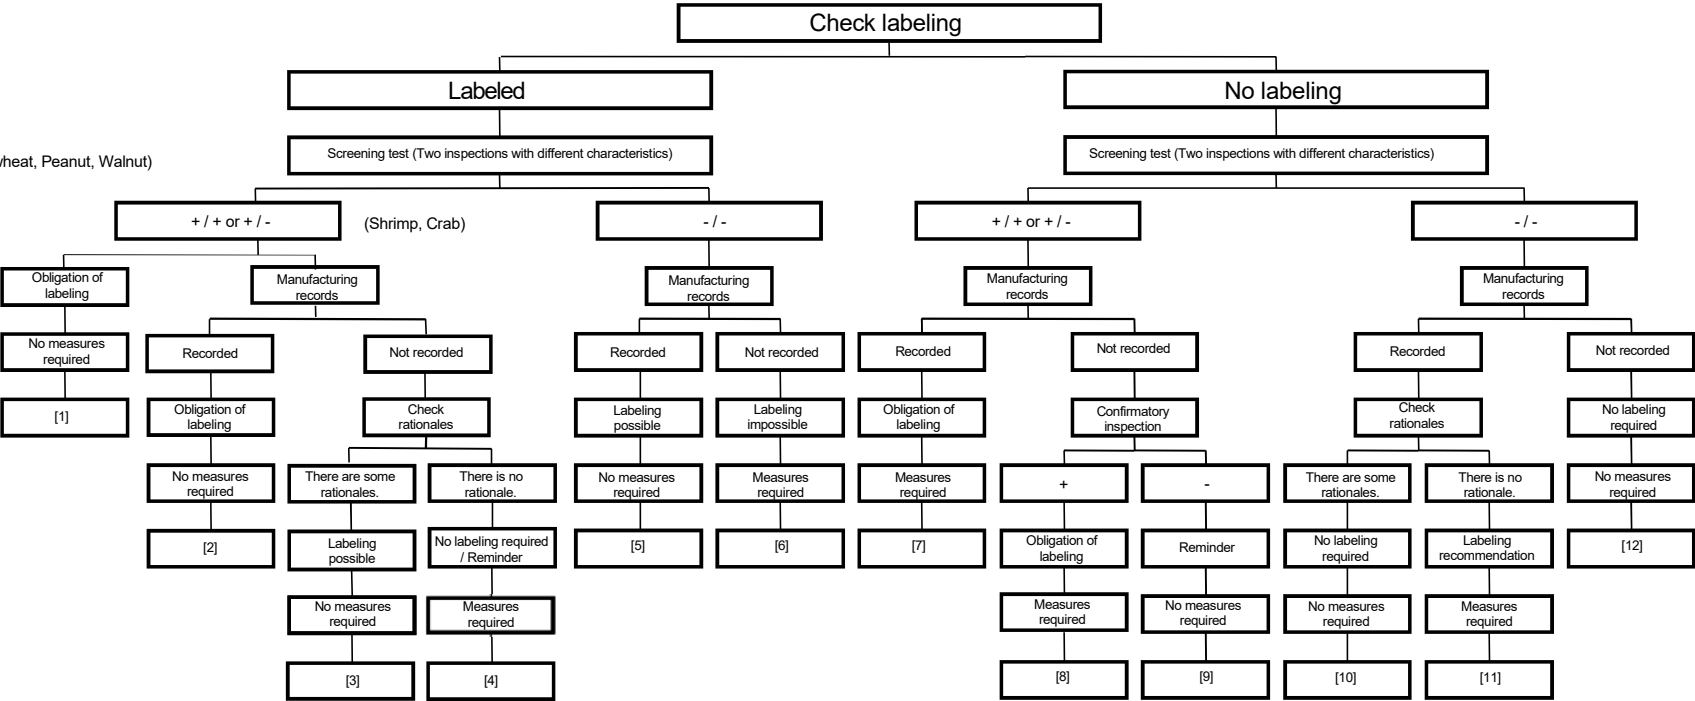 Check labeling
Labeled
No labeling
Screening test (Two inspections with different characteristics)
Screening test (Two inspections with different characteristics)
Peanut, Walnut)
+ / + or + / -
(Shrimp, Crab)
- / -
+ / + or + / -
- / -
Obligation of
labeling
Manufacturing
records
Manufacturing
records
Manufacturing
records
Manufacturing
records
No measures
required
Recorded
Not recorded
Recorded
Not recorded
Recorded
Not recorded
Recorded
Not recorded
[1]
Obligation of
labeling
Check
rationales
Labeling
possible
Labeling
impossible
Obligation of
labeling
Confirmatory
inspection
Check
rationales
No labeling
required
No measures
required
There are some
rationales.
There is no
rationale.
No measures
required
Measures
required
Measures
required
+
-
There are some
rationales.
There is no
rationale.
No measures
required
[2]
Labeling
possible
No labeling required
/ Reminder
[5]
[6]
[7]
Obligation of
labeling
Reminder
No labeling
required
Labeling
recommendation
[12]
No measures
required
Measures
required
Measures
required
No measures
required
No measures
required
Measures
required
[3]
[4]
[8]
[9]
[10]
[11]